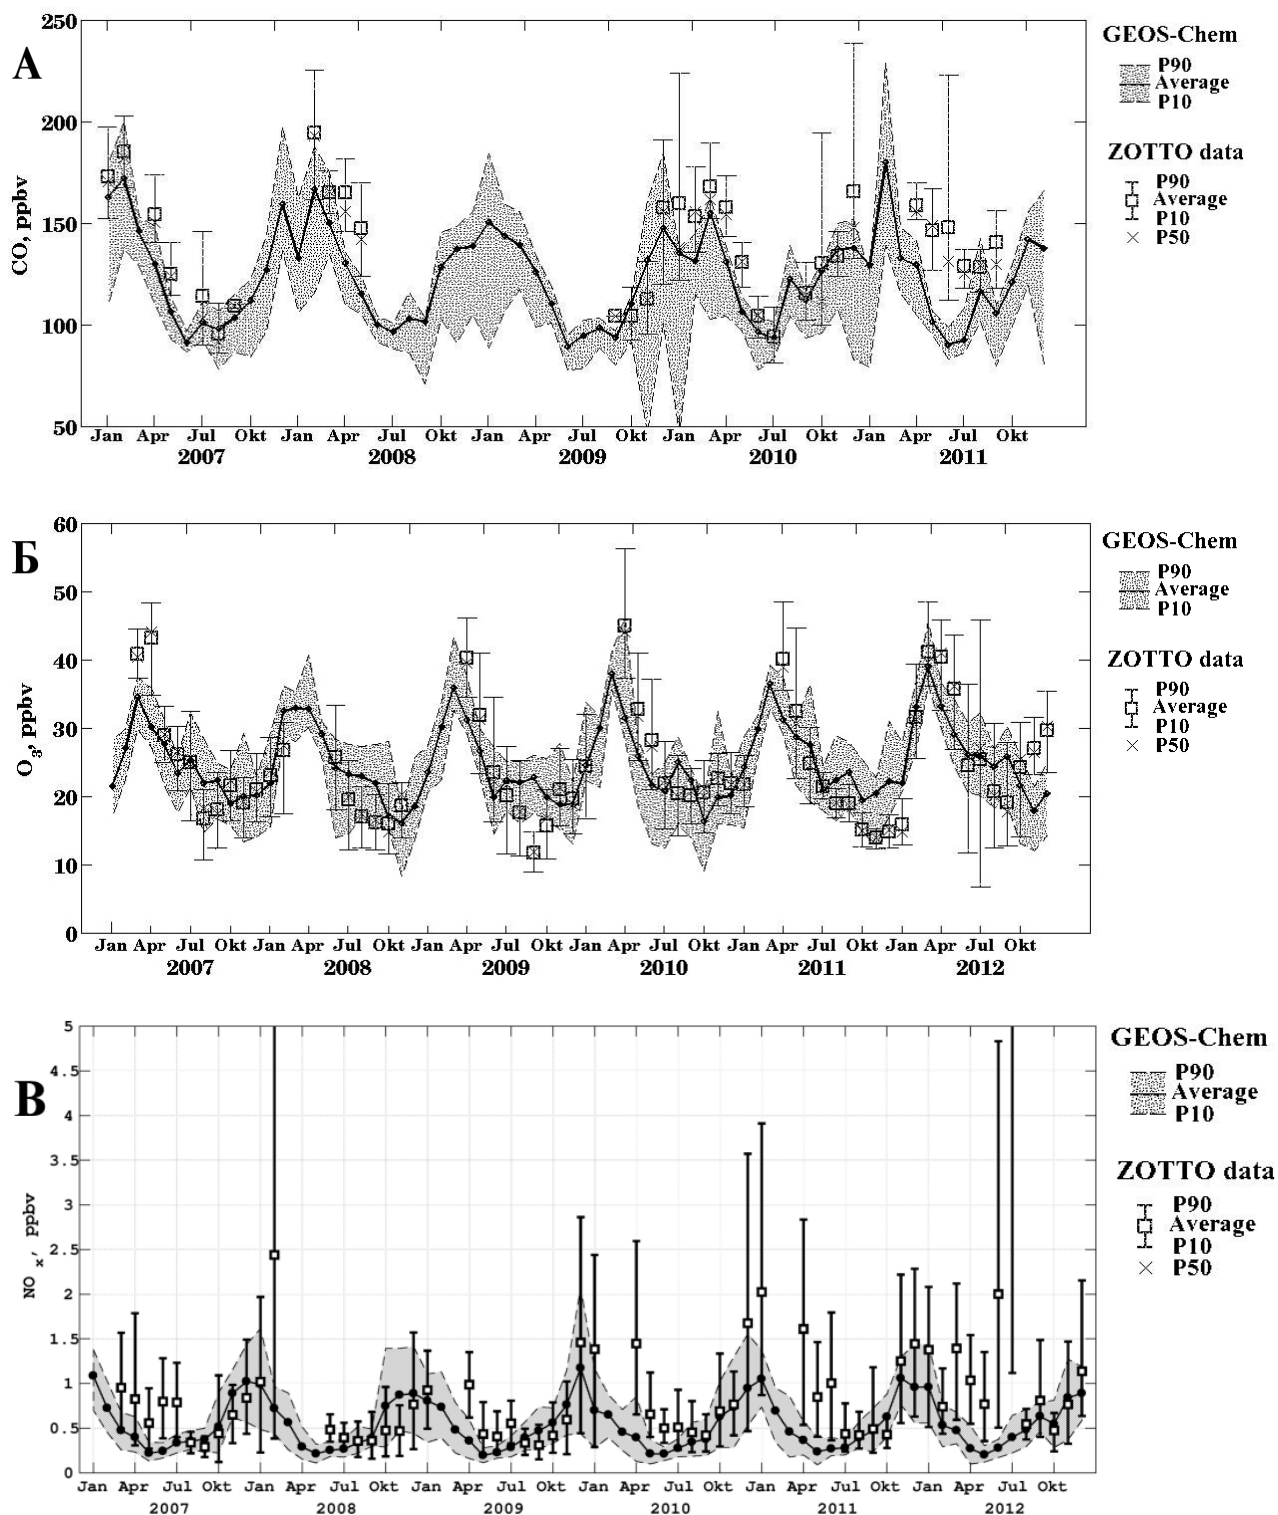 А
250
200
150
100
50
CO, ppbv
Jan Apr Jul Okt Jan Apr Jul Okt Jan Apr Jul Okt Jan Apr Jul Okt Jan Apr Jul Okt
2007 2008 2009 2010 2011
GEOS-Chem
P90
Average
P10
ZOTTO data
P90
Average
P10
P50
Б
60
50
40
30
20
10
0
O3, ppbv
Jan Apr Jul Okt Jan Apr Jul Okt Jan Apr Jul Okt Jan Apr Jul Okt Jan Apr Jul Okt Jan Apr Jul Okt
2007 2008 2009 2010 2011 2012
GEOS-Chem
P90
Average
P10
ZOTTO data
P90
Average
P10
P50
В
5
4.5
4
3.5
3
2.5
2
1.5
1
0.5
0
NO x, ppbv
Jan Apr Jul Okt Jan Apr Jul Okt Jan Apr Jul Okt Jan Apr Jul Okt Jan Apr Jul Okt Jan Apr Jul Okt
2007 2008 2009 2010 2011 2012
GEOS-Chem
P90
Average
P10
ZOTTO data
P90
Average
P10
P50